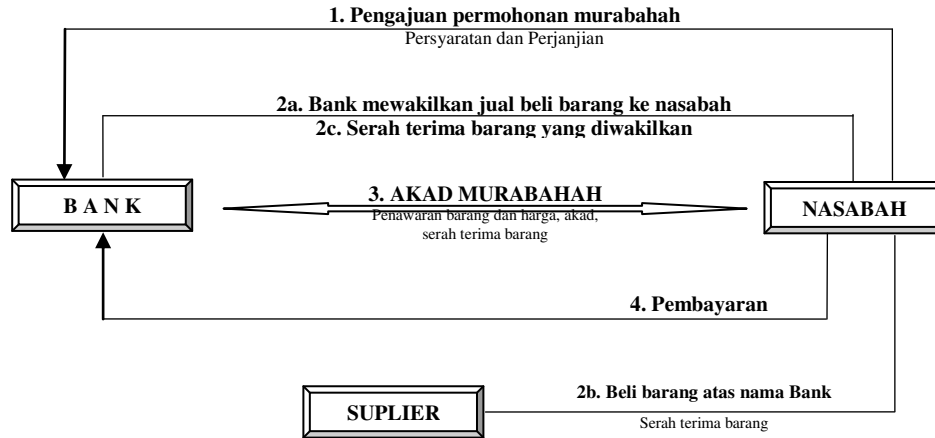 1. Pengajuan permohonan murabahah
Persyaratan dan Perjanjian
2a. Bank mewakilkan jual beli barang ke nasabah
2c. Serah terima barang yang diwakilkan
B A N K
3. AKAD MURABAHAH
Penawaran barang dan harga, akad,
serah terima barang
NASABAH
4. Pembayaran
2b. Beli barang atas nama Bank
SUPLIER
Serah terima barang